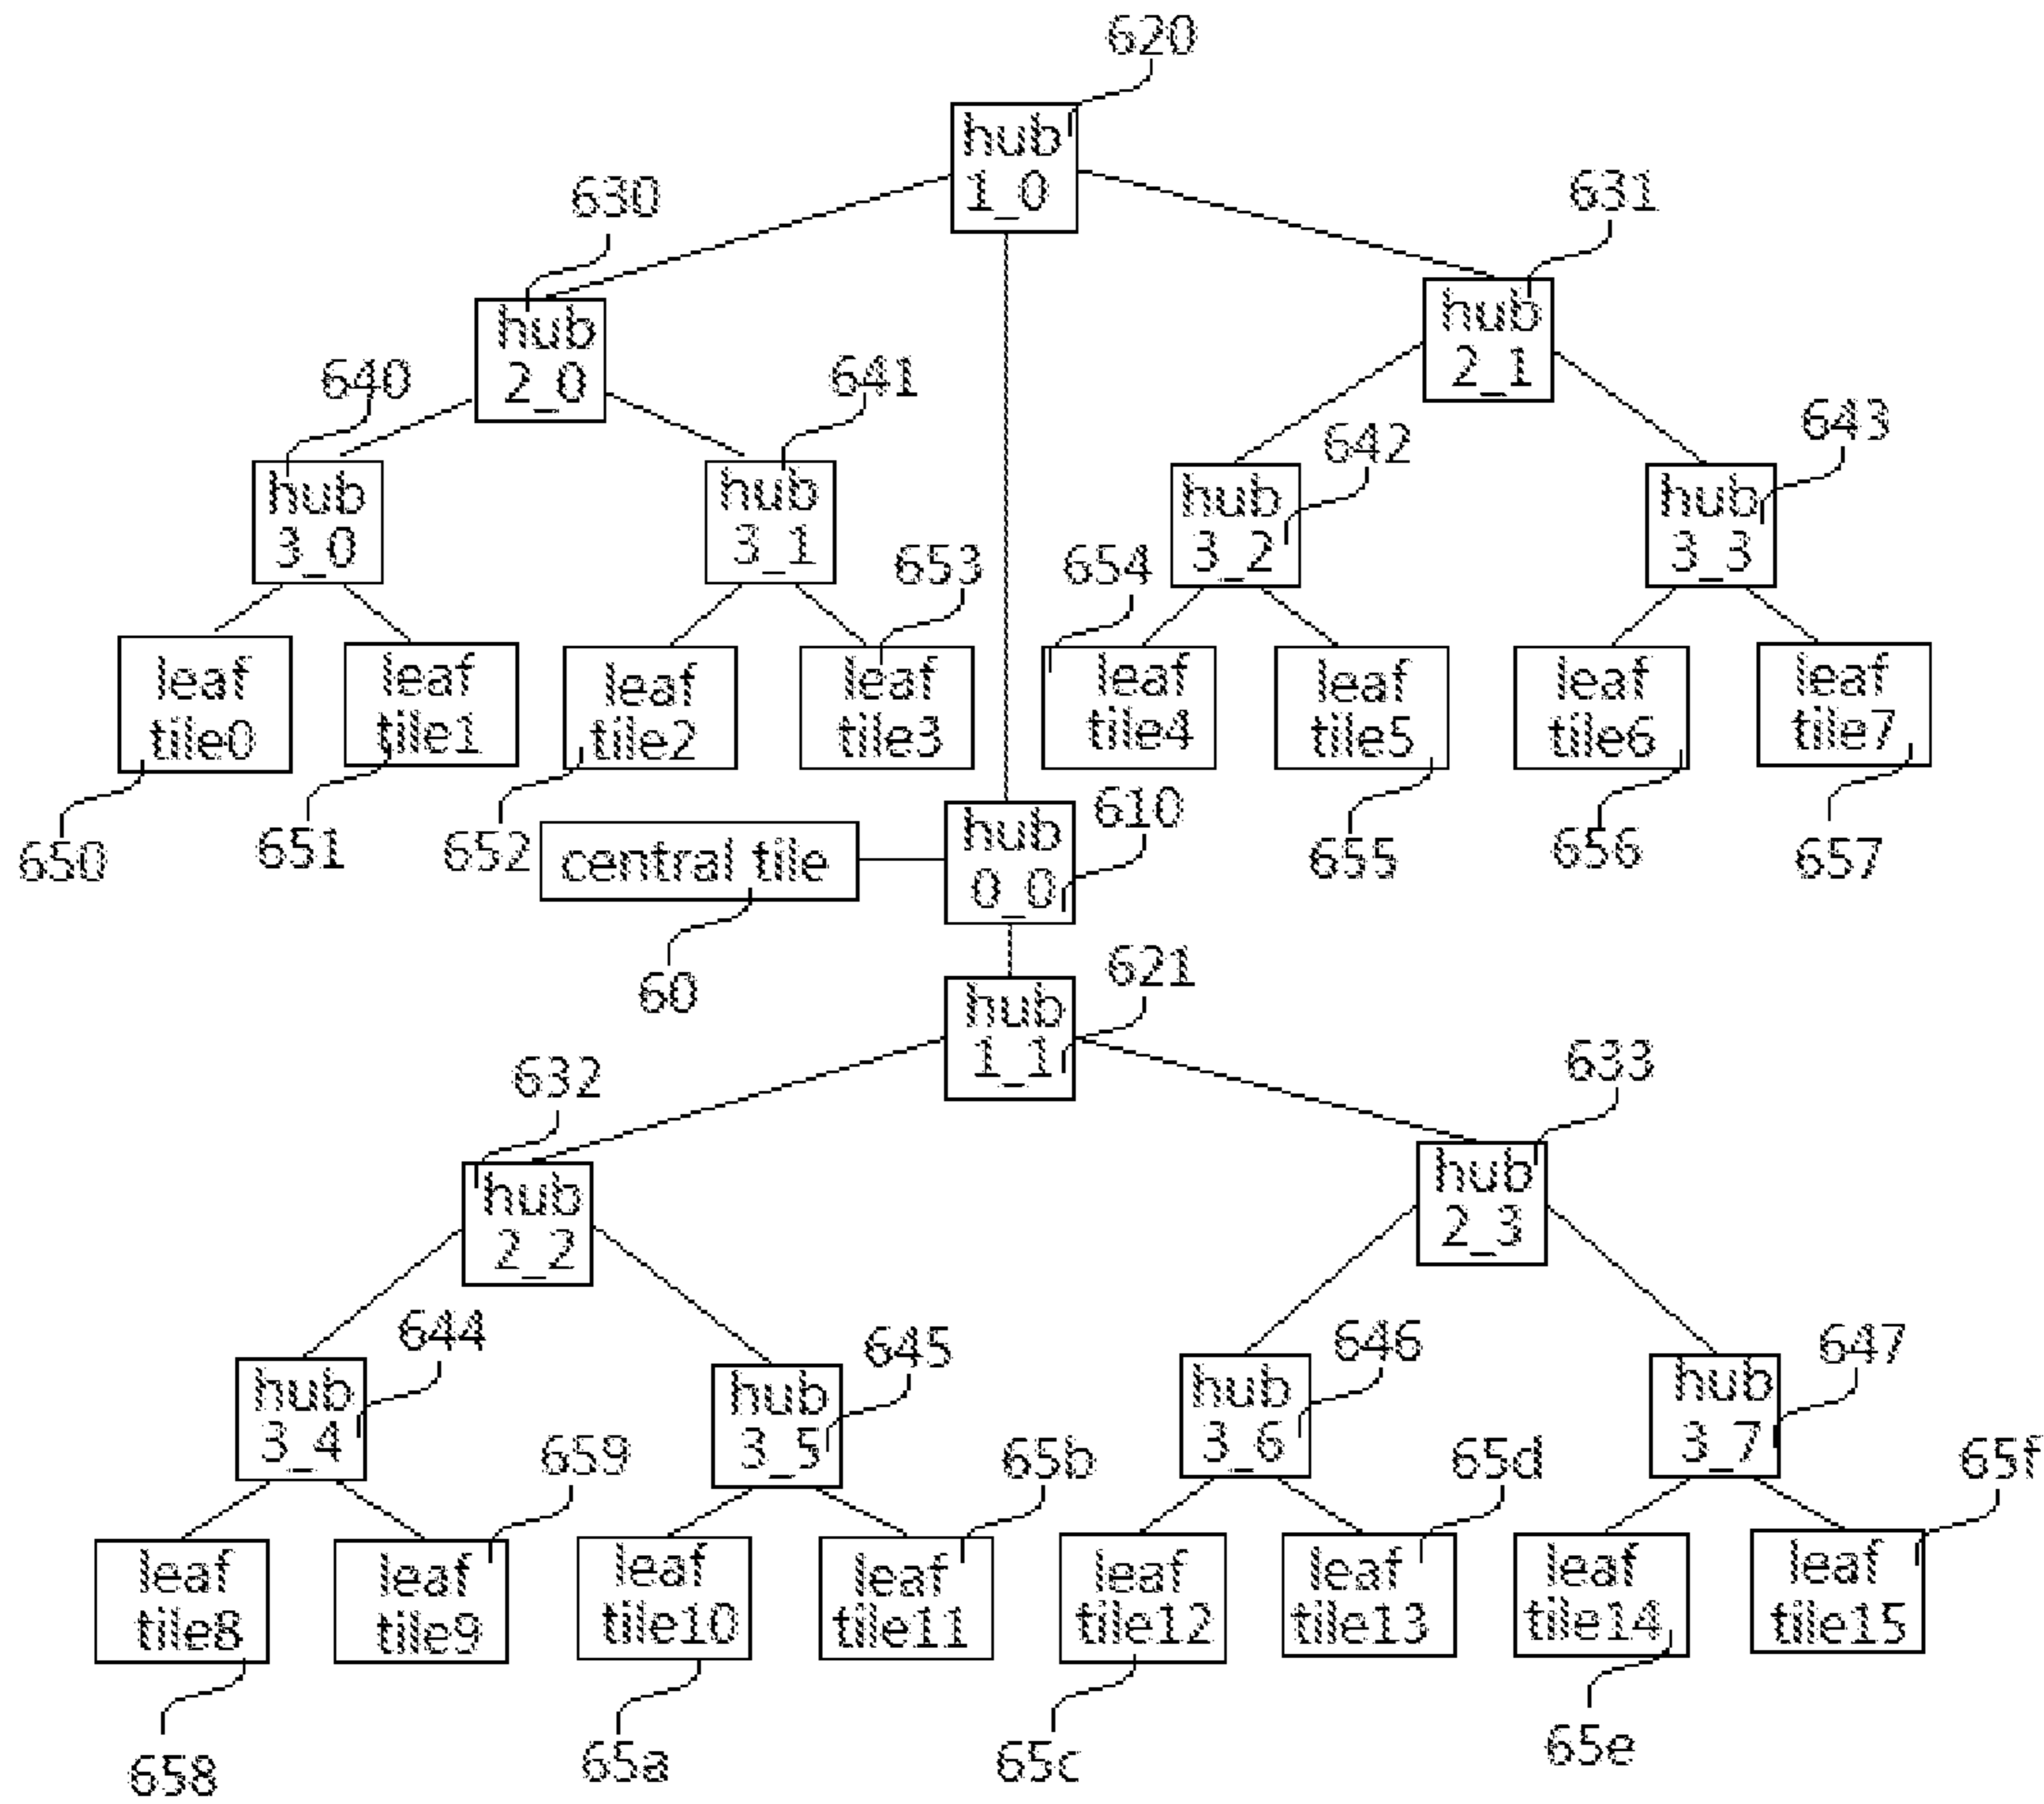 620
hub
1_0
630
631
hub
2_0
hub
2_1
640
641
642
643
hub
3_0
hub
3_1
hub
3_2
hub
3_3
653
654
leaf
tile0
leaf
tile1
leaf
tile2
leaf
tile3
leaf
tile4
leaf
tile5
leaf
tile6
leaf
tile7
650
651
652
655
656
657
central tile
hub
0_0
610
60
621
hub
1_1
632
633
hub
2_2
hub
2_3
644
645
646
647
hub
3_4
hub
3_5
hub
3_6
hub
3_7
659
65b
65d
65f
leaf
tile8
leaf
tile9
leaf
tile10
leaf
tile11
leaf
tile12
leaf
tile13
leaf
tile14
leaf
tile15
658
65a
65c
65e